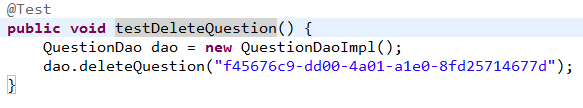 @Test
public void testDeleteQuestion() {
QuestionDao dao = new QuestionDaoImpl();
dao.deleteQuestion("f45676c9-dd00-4a01-a1e0-8fd25714677d");
}